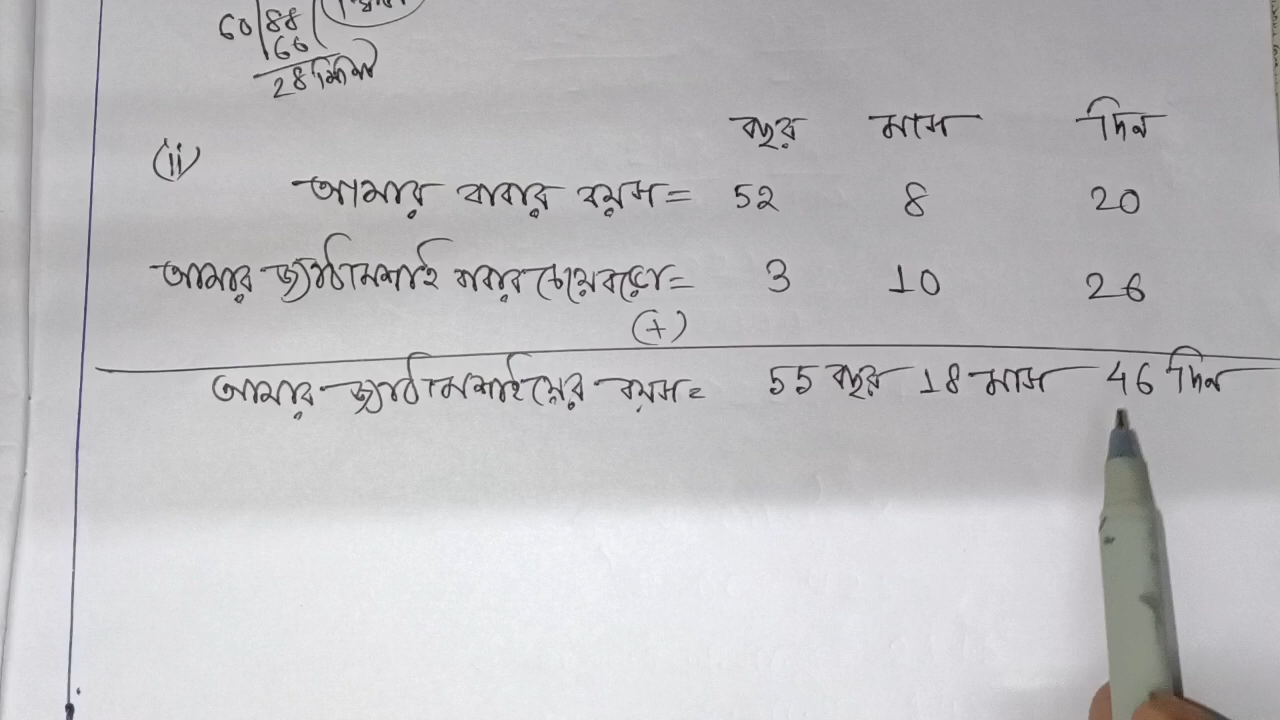 60 88
60
28 মিনিট
বছর মাস দিন
(ii)
আমার বাবার বয়স = 52 8 20
আমার জ্যাঠামশাই বাবার চেয়ে বড়ো = 3 10 26
(+)
আমার জ্যাঠামশাইয়ের বয়স = 55 বছর 18 মাস 46 দিন